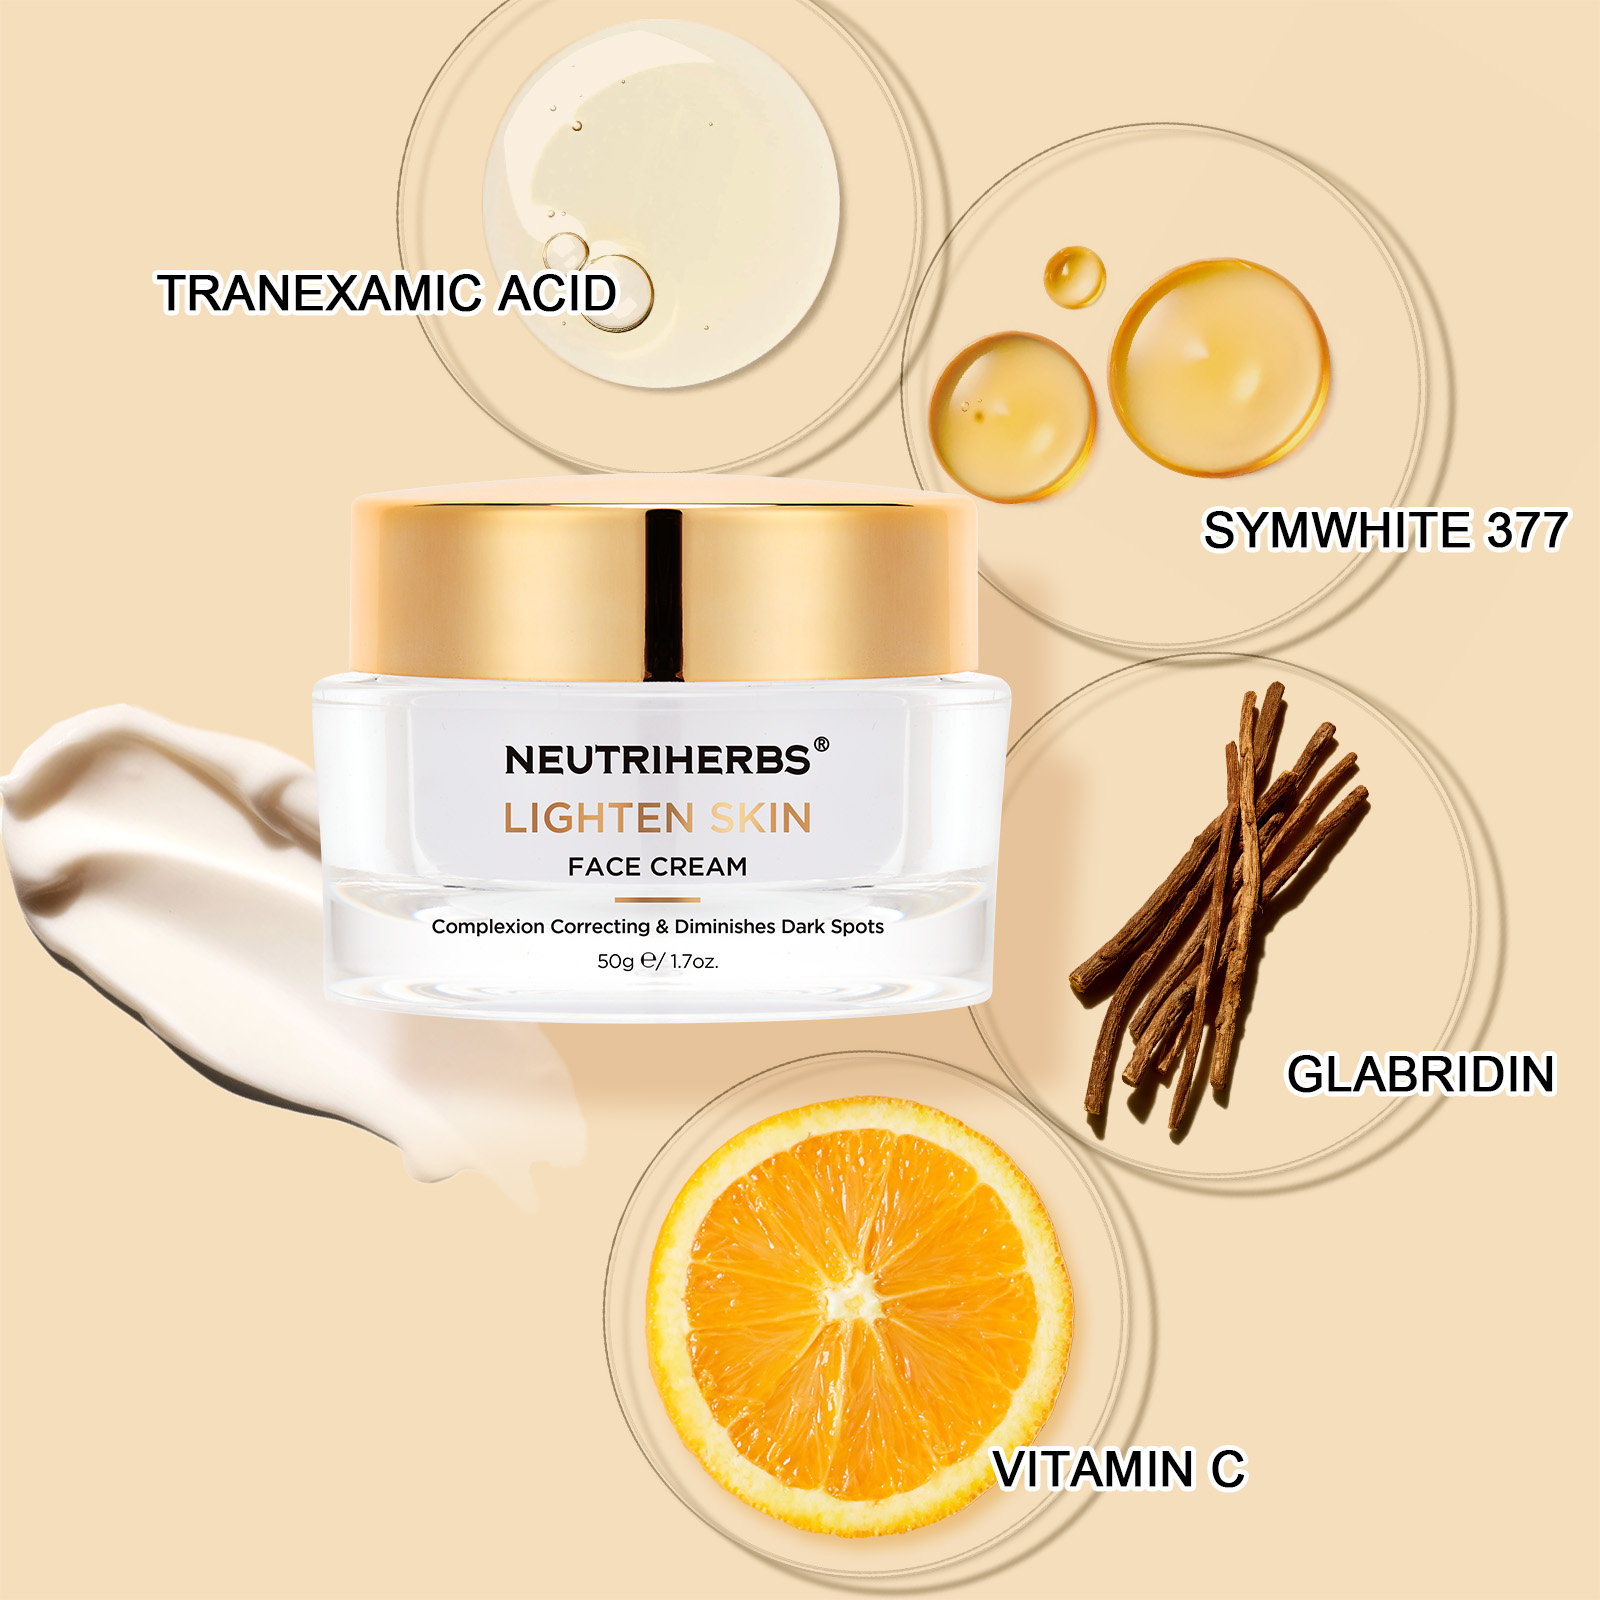 TRANEXAMIC ACID
SYMWHITE 377
NEUTRIHERBS®
LIGHTEN SKIN
FACE CREAM
Complexion Correcting & Diminishes Dark Spots
50g ℮/ 1.7oz.
GLABRIDIN
VITAMIN C